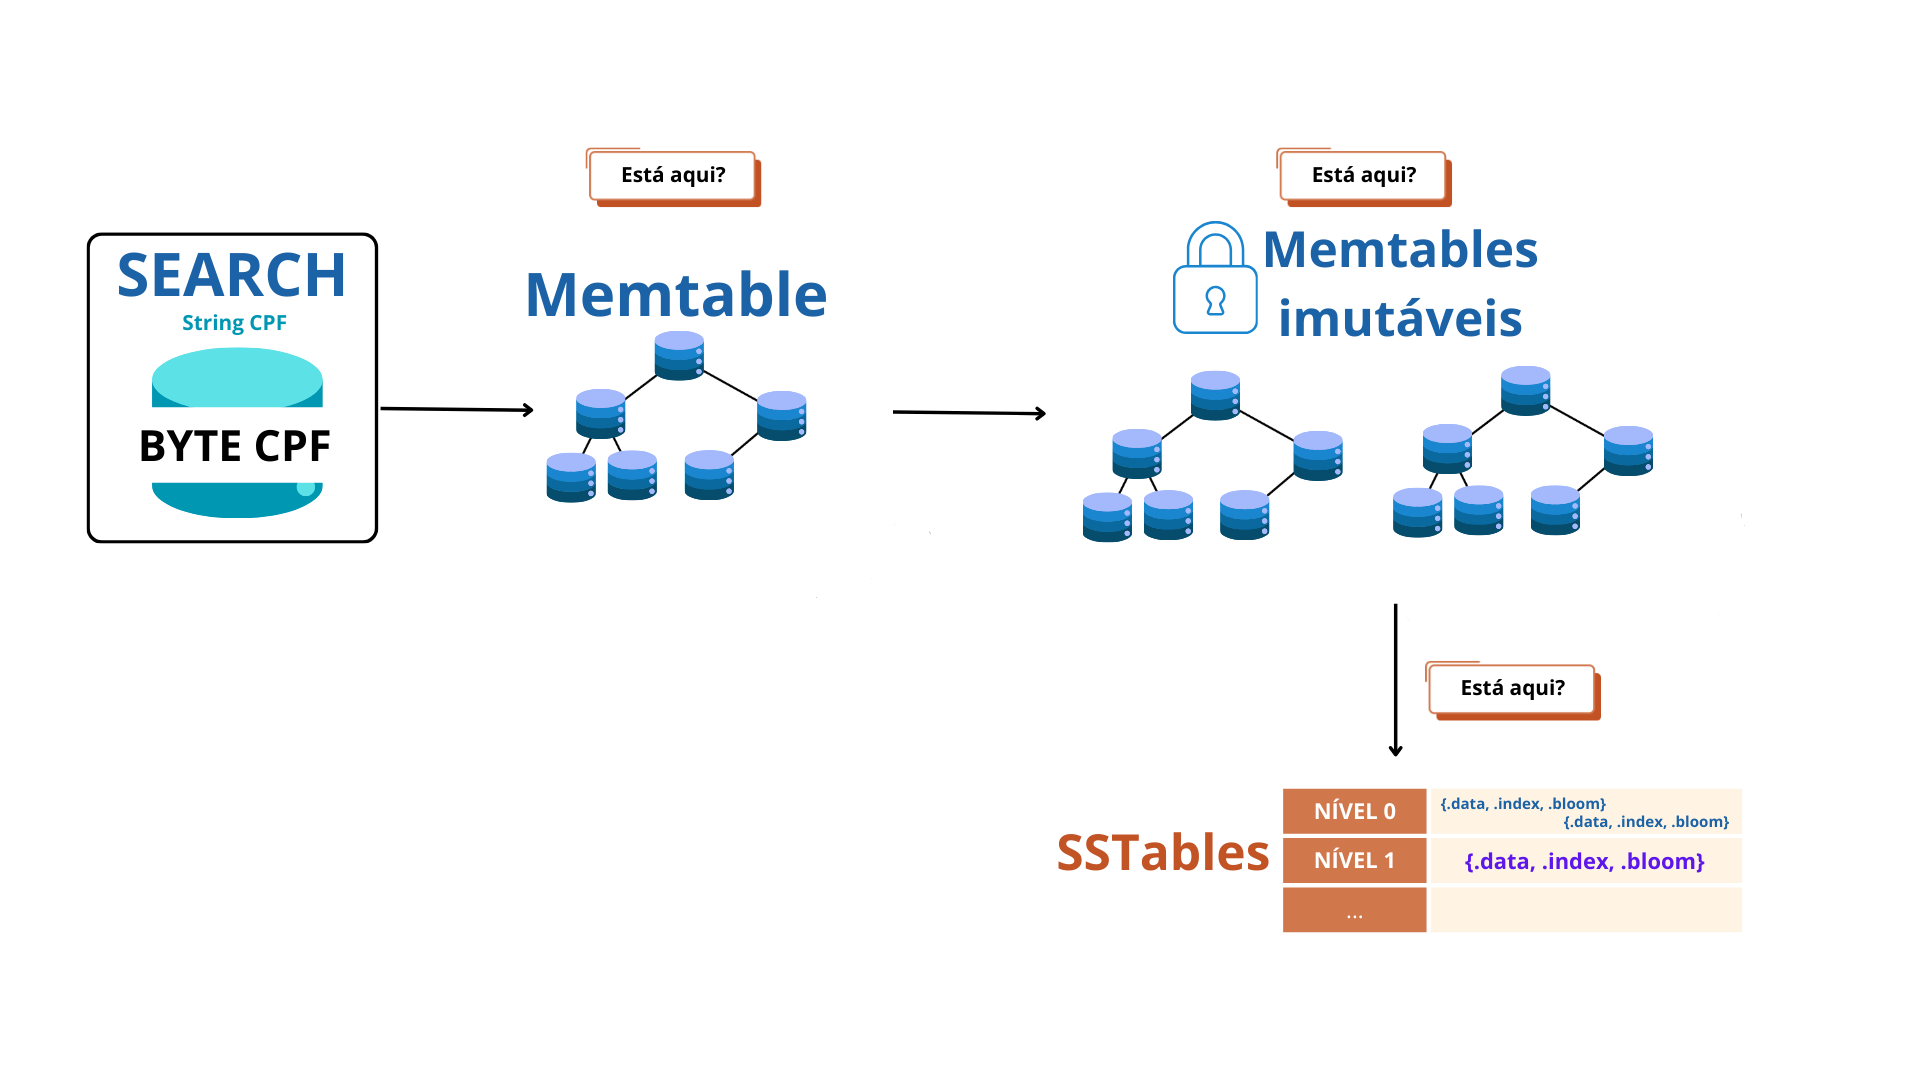 SEARCH
String CPF
BYTE CPF
Está aqui?
Memtable
Está aqui?
Memtables
imutáveis
Está aqui?
SSTables
NÍVEL 0
{.data, .index, .bloom}
{.data, .index, .bloom}
NÍVEL 1
{.data, .index, .bloom}
...